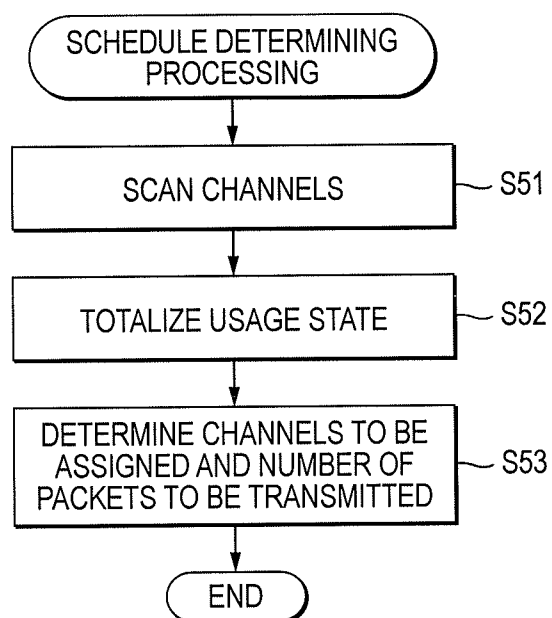 SCHEDULE DETERMINING
PROCESSING
SCAN CHANNELS
S51
TOTALIZE USAGE STATE
S52
DETERMINE CHANNELS TO BE
ASSIGNED AND NUMBER OF
PACKETS TO BE TRANSMITTED
S53
END